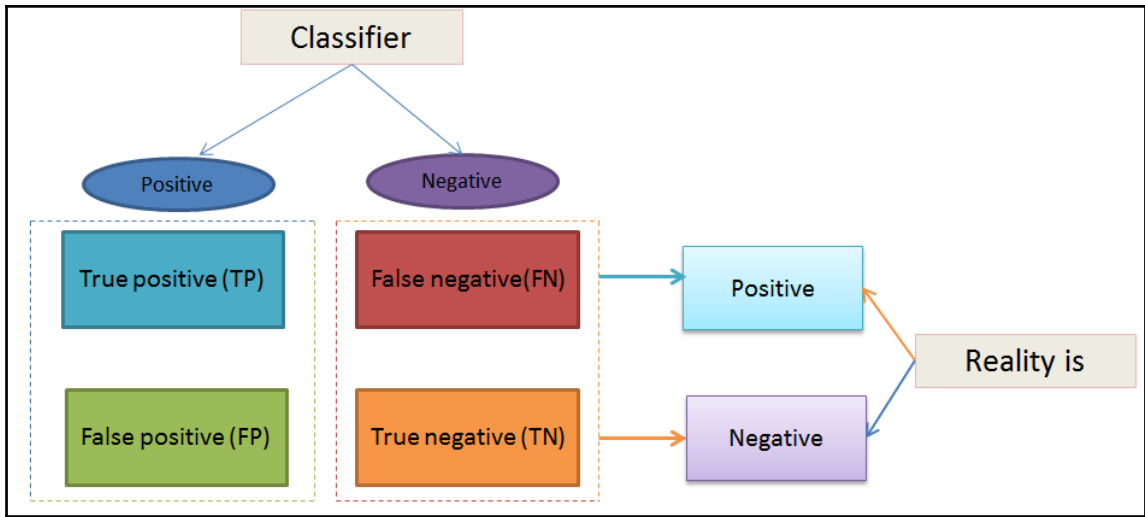 Classifier
Positive
Negative
True positive (TP)
False negative(FN)
Positive
Reality is
False positive (FP)
True negative (TN)
Negative